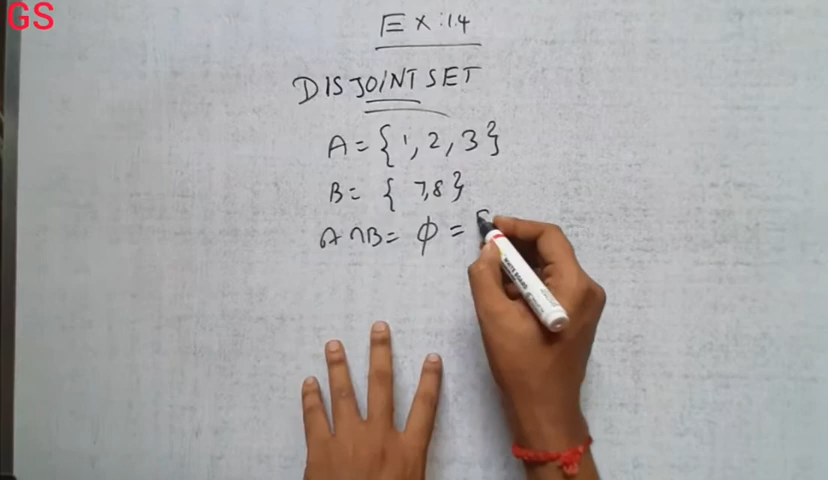 GS
Ex:1.4
DISJOINT SET
A = { 1, 2, 3 }
B = { 7, 8 }
A ∩ B = ϕ =